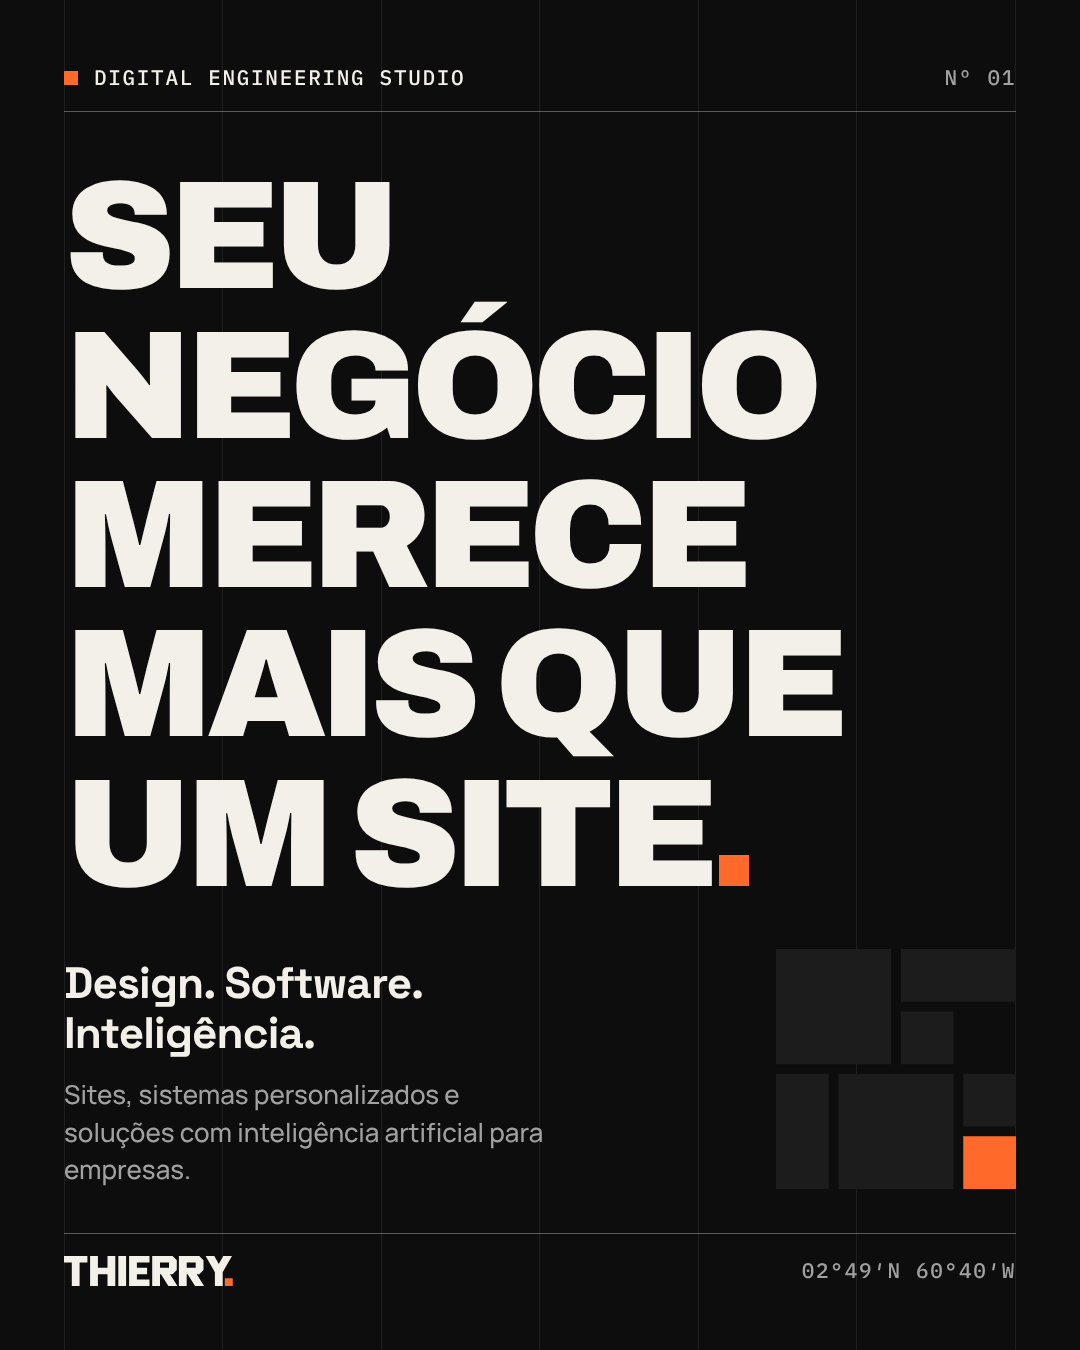 DIGITAL ENGINEERING STUDIO
Nº 01
SEU
NEGÓCIO
MERECE
MAIS QUE
UM SITE.
Design. Software.
Inteligência.
Sites, sistemas personalizados e
soluções com inteligência artificial para
empresas.
THIERRY.
02°49′N 60°40′W